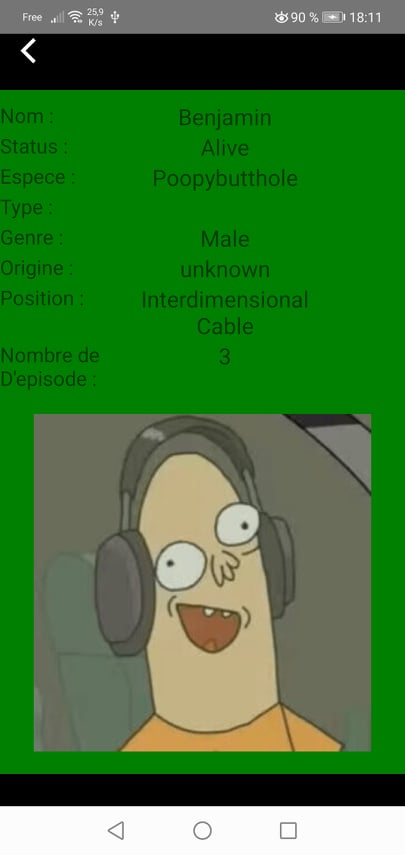 Free 25,9 K/s 90 % 18:11
Nom : Benjamin
Status : Alive
Espece : Poopybutthole
Type :
Genre : Male
Origine : unknown
Position : Interdimensional
Cable
Nombre de 3
D'episode :